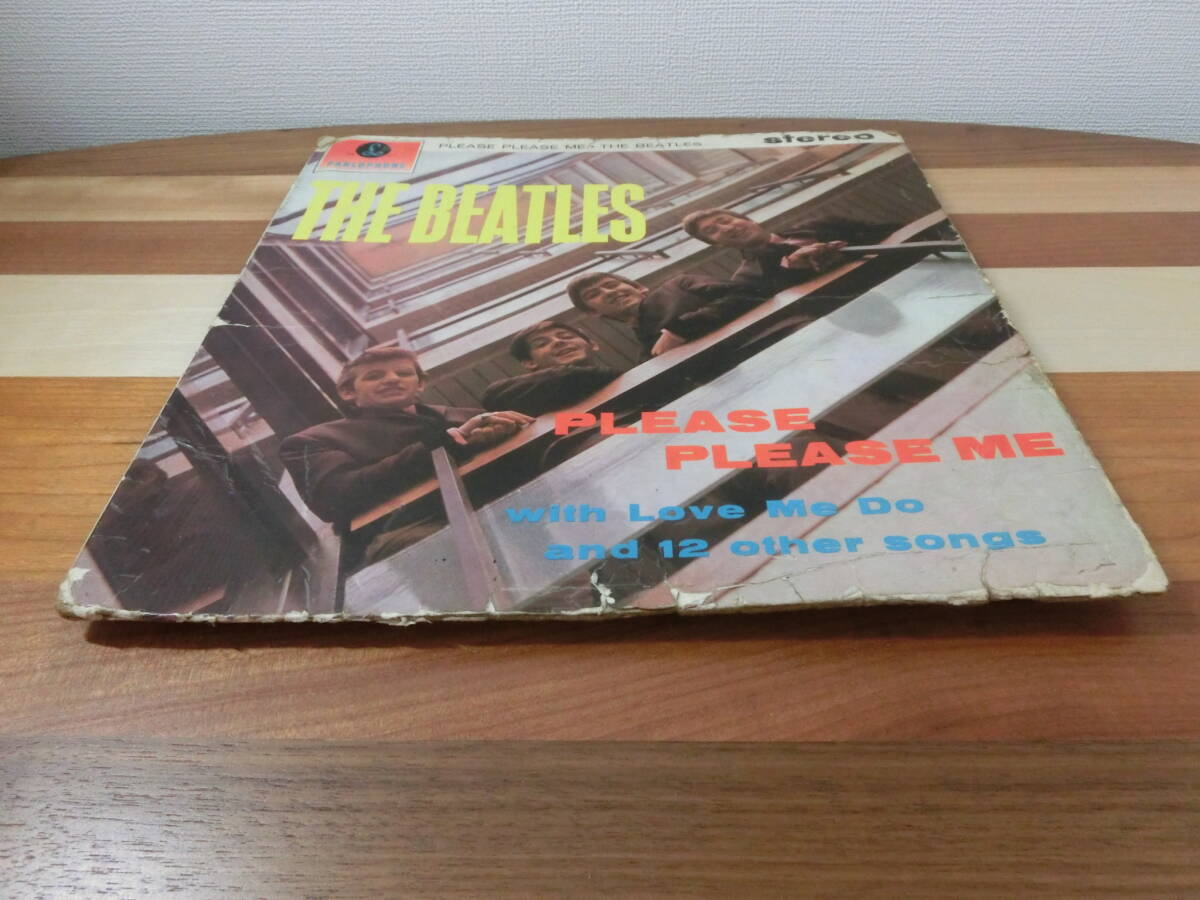 PARLOPHONE
PLEASE PLEASE ME • THE BEATLES
stereo
THE BEATLES
PLEASE
PLEASE ME
with Love Me Do
and 12 other songs